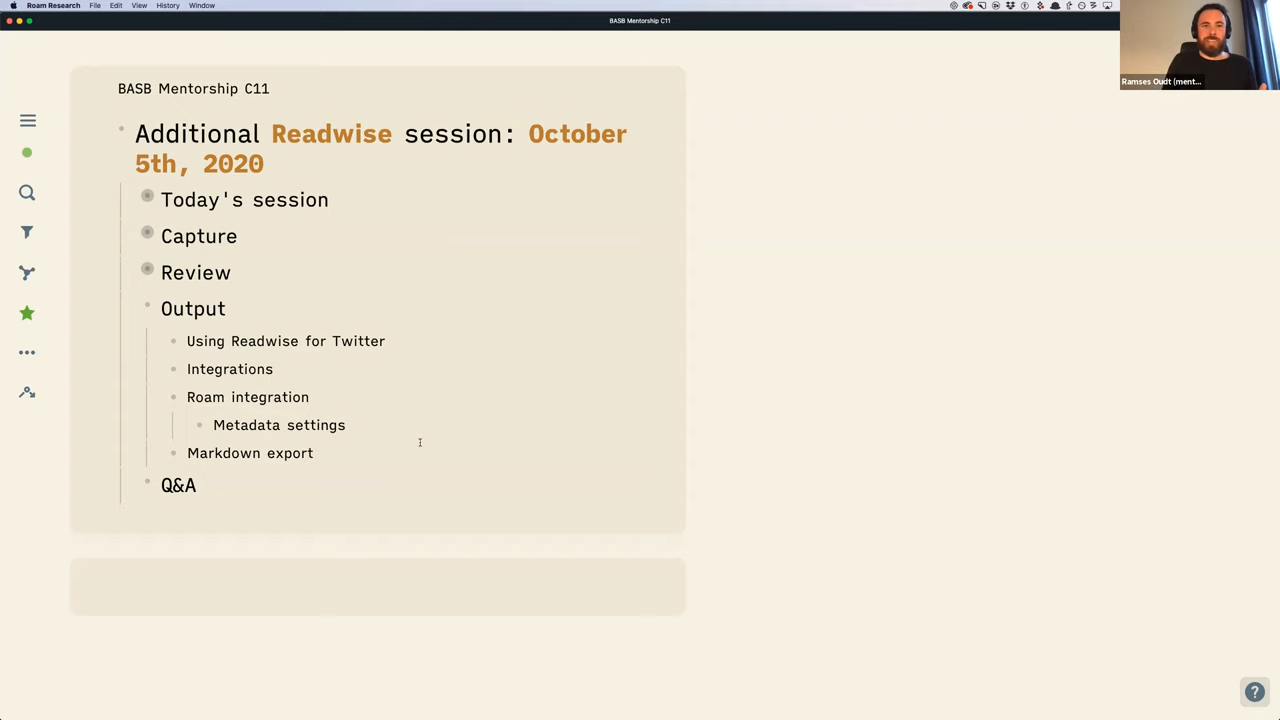 Roam Research File Edit View History Window
BASB Mentorship C11
Ramses Oudt (ment...
BASB Mentorship C11
Additional Readwise session: October
5th, 2020
Today's session
Capture
Review
Output
Using Readwise for Twitter
Integrations
Roam integration
Metadata settings
Markdown export
Q&A
?